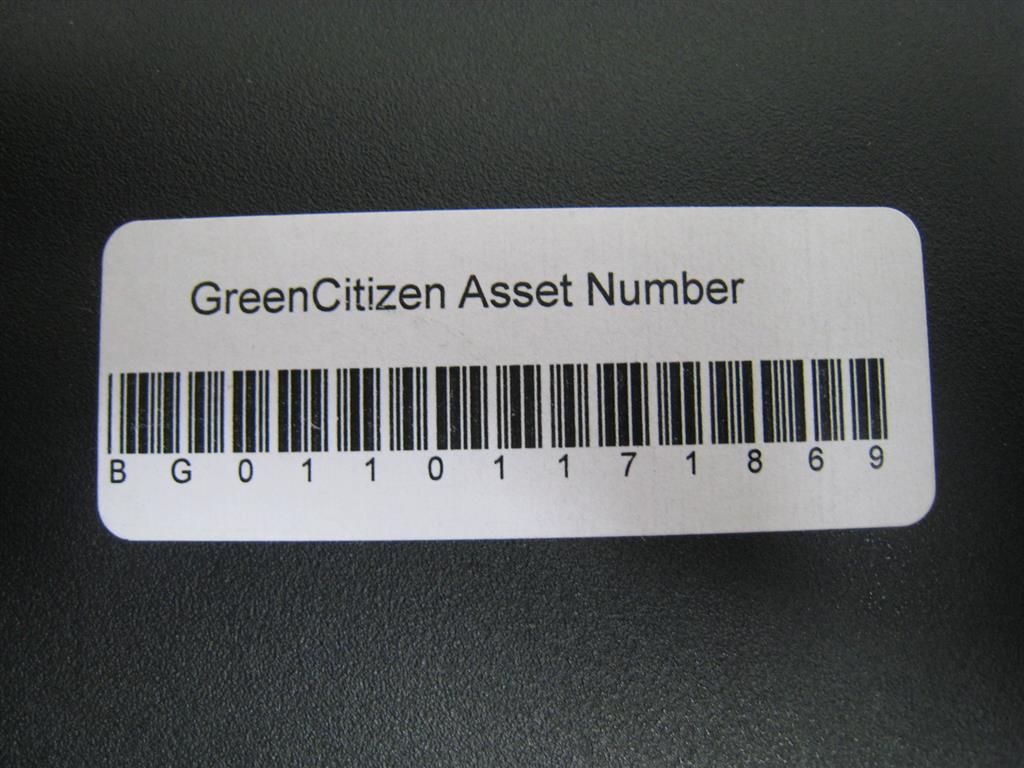 GreenCitizen Asset Number
B G 0 1 1 0 1 1 7 1 8 6 9